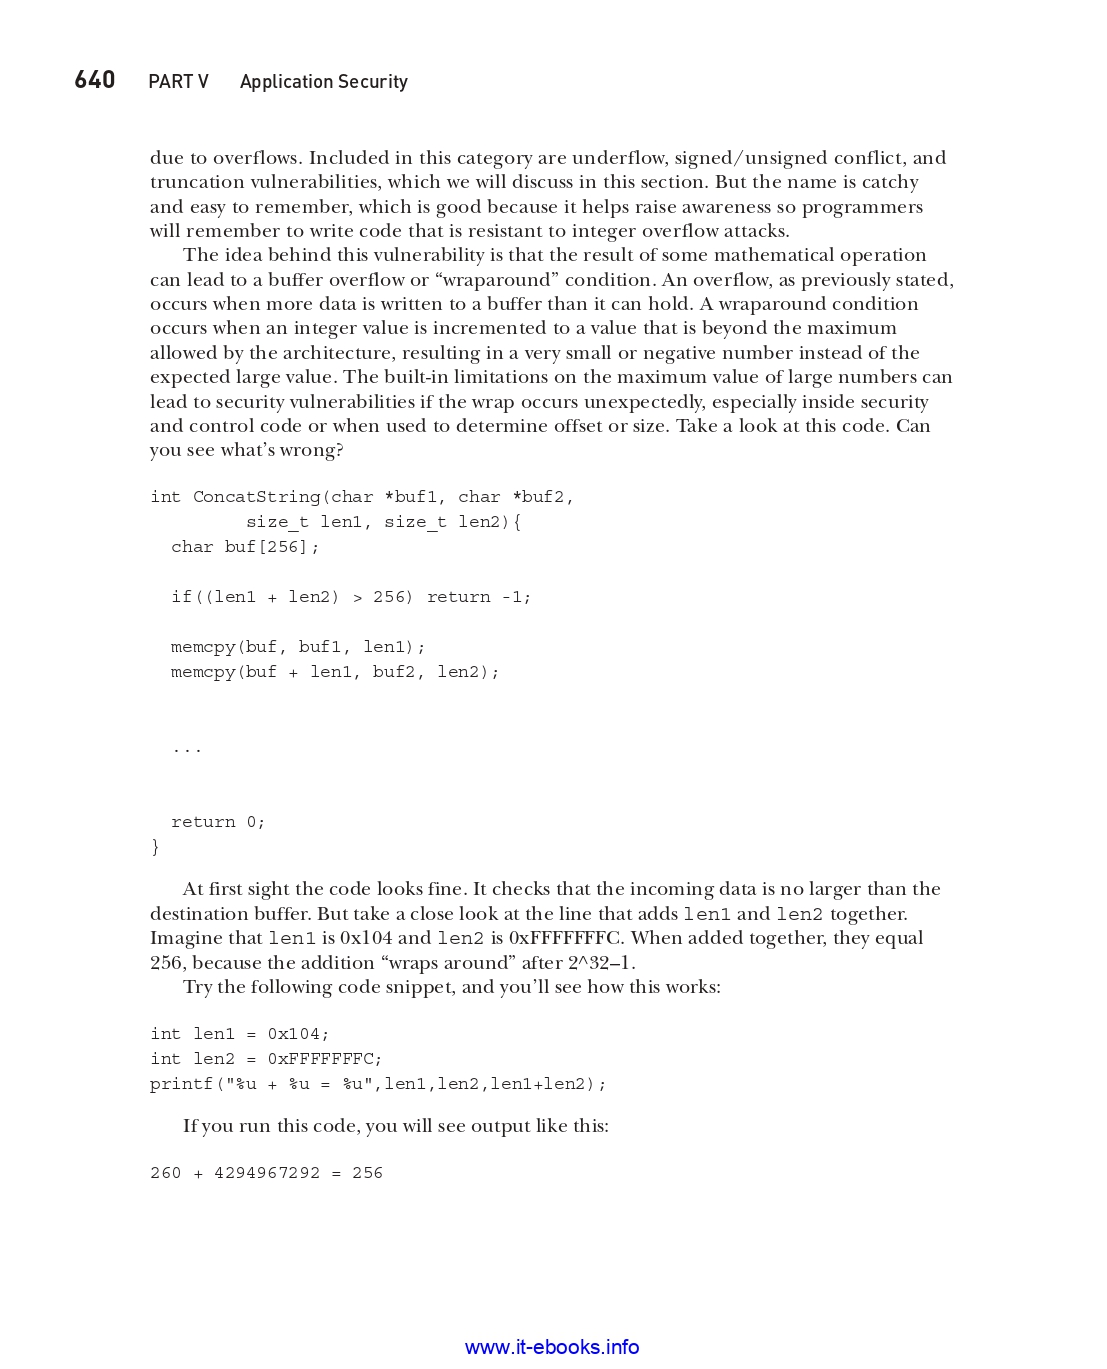 640 PART V Application Security
due to overflows. Included in this category are underflow, signed/unsigned conflict, and
truncation vulnerabilities, which we will discuss in this section. But the name is catchy
and easy to remember, which is good because it helps raise awareness so programmers
will remember to write code that is resistant to integer overflow attacks.
The idea behind this vulnerability is that the result of some mathematical operation
can lead to a buffer overflow or “wraparound” condition. An overflow, as previously stated,
occurs when more data is written to a buffer than it can hold. A wraparound condition
occurs when an integer value is incremented to a value that is beyond the maximum
allowed by the architecture, resulting in a very small or negative number instead of the
expected large value. The built-in limitations on the maximum value of large numbers can
lead to security vulnerabilities if the wrap occurs unexpectedly, especially inside security
and control code or when used to determine offset or size. Take a look at this code. Can
you see what’s wrong?
int ConcatString(char *buf1, char *buf2,
size_t len1, size_t len2){
char buf[256];
if((len1 + len2) > 256) return -1;
memcpy(buf, buf1, len1);
memcpy(buf + len1, buf2, len2);
...
return 0;
}
At first sight the code looks fine. It checks that the incoming data is no larger than the
destination buffer. But take a close look at the line that adds len1 and len2 together.
Imagine that len1 is 0x104 and len2 is 0xFFFFFFFC. When added together, they equal
256, because the addition “wraps around” after 2^32–1.
Try the following code snippet, and you’ll see how this works:
int len1 = 0x104;
int len2 = 0xFFFFFFFC;
printf("%u + %u = %u",len1,len2,len1+len2);
If you run this code, you will see output like this:
260 + 4294967292 = 256
www.it-ebooks.info